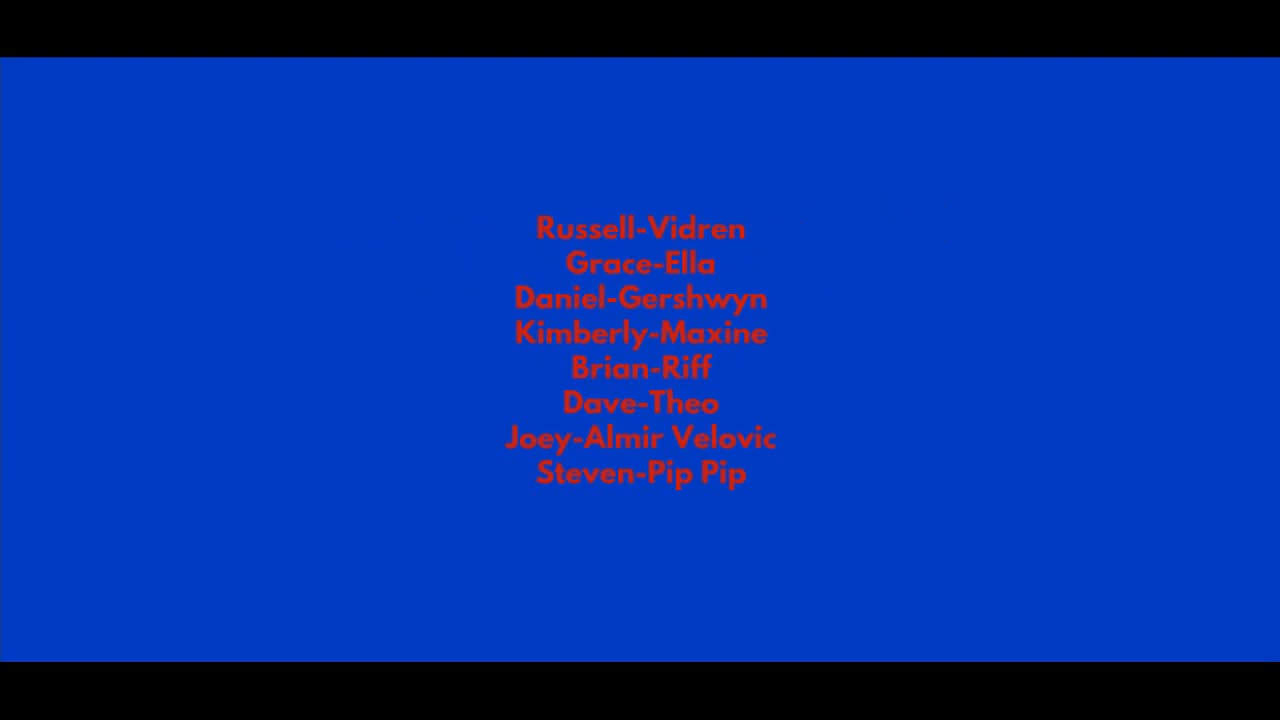 Russell-Vidren
Grace-Ella
Daniel-Gershwyn
Kimberly-Maxine
Brian-Riff
Dave-Theo
Joey-Almir Velovic
Steven-Pip Pip